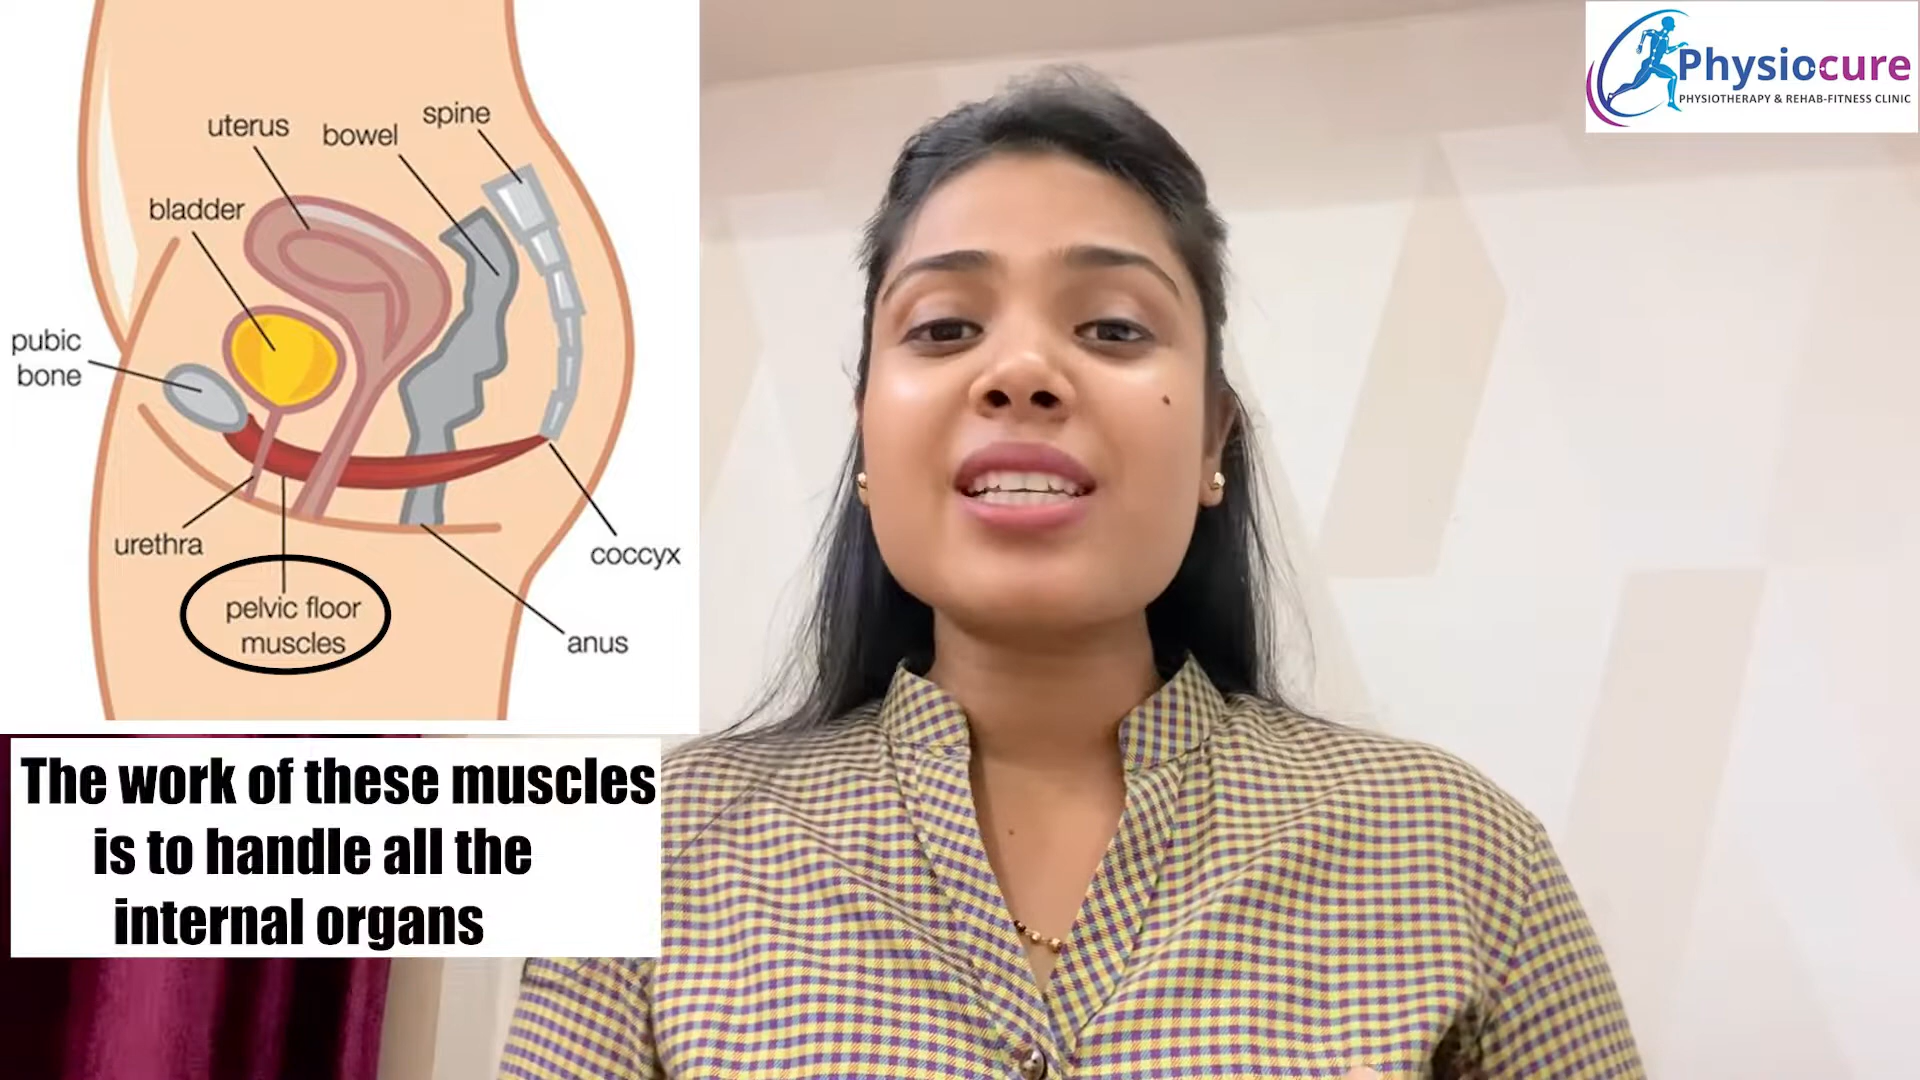 uterus
bowel
spine
bladder
pubic
bone
urethra
coccyx
pelvic floor
muscles
anus
The work of these muscles
is to handle all the
internal organs
Physiocure
PHYSIOTHERAPY & REHAB-FITNESS CLINIC